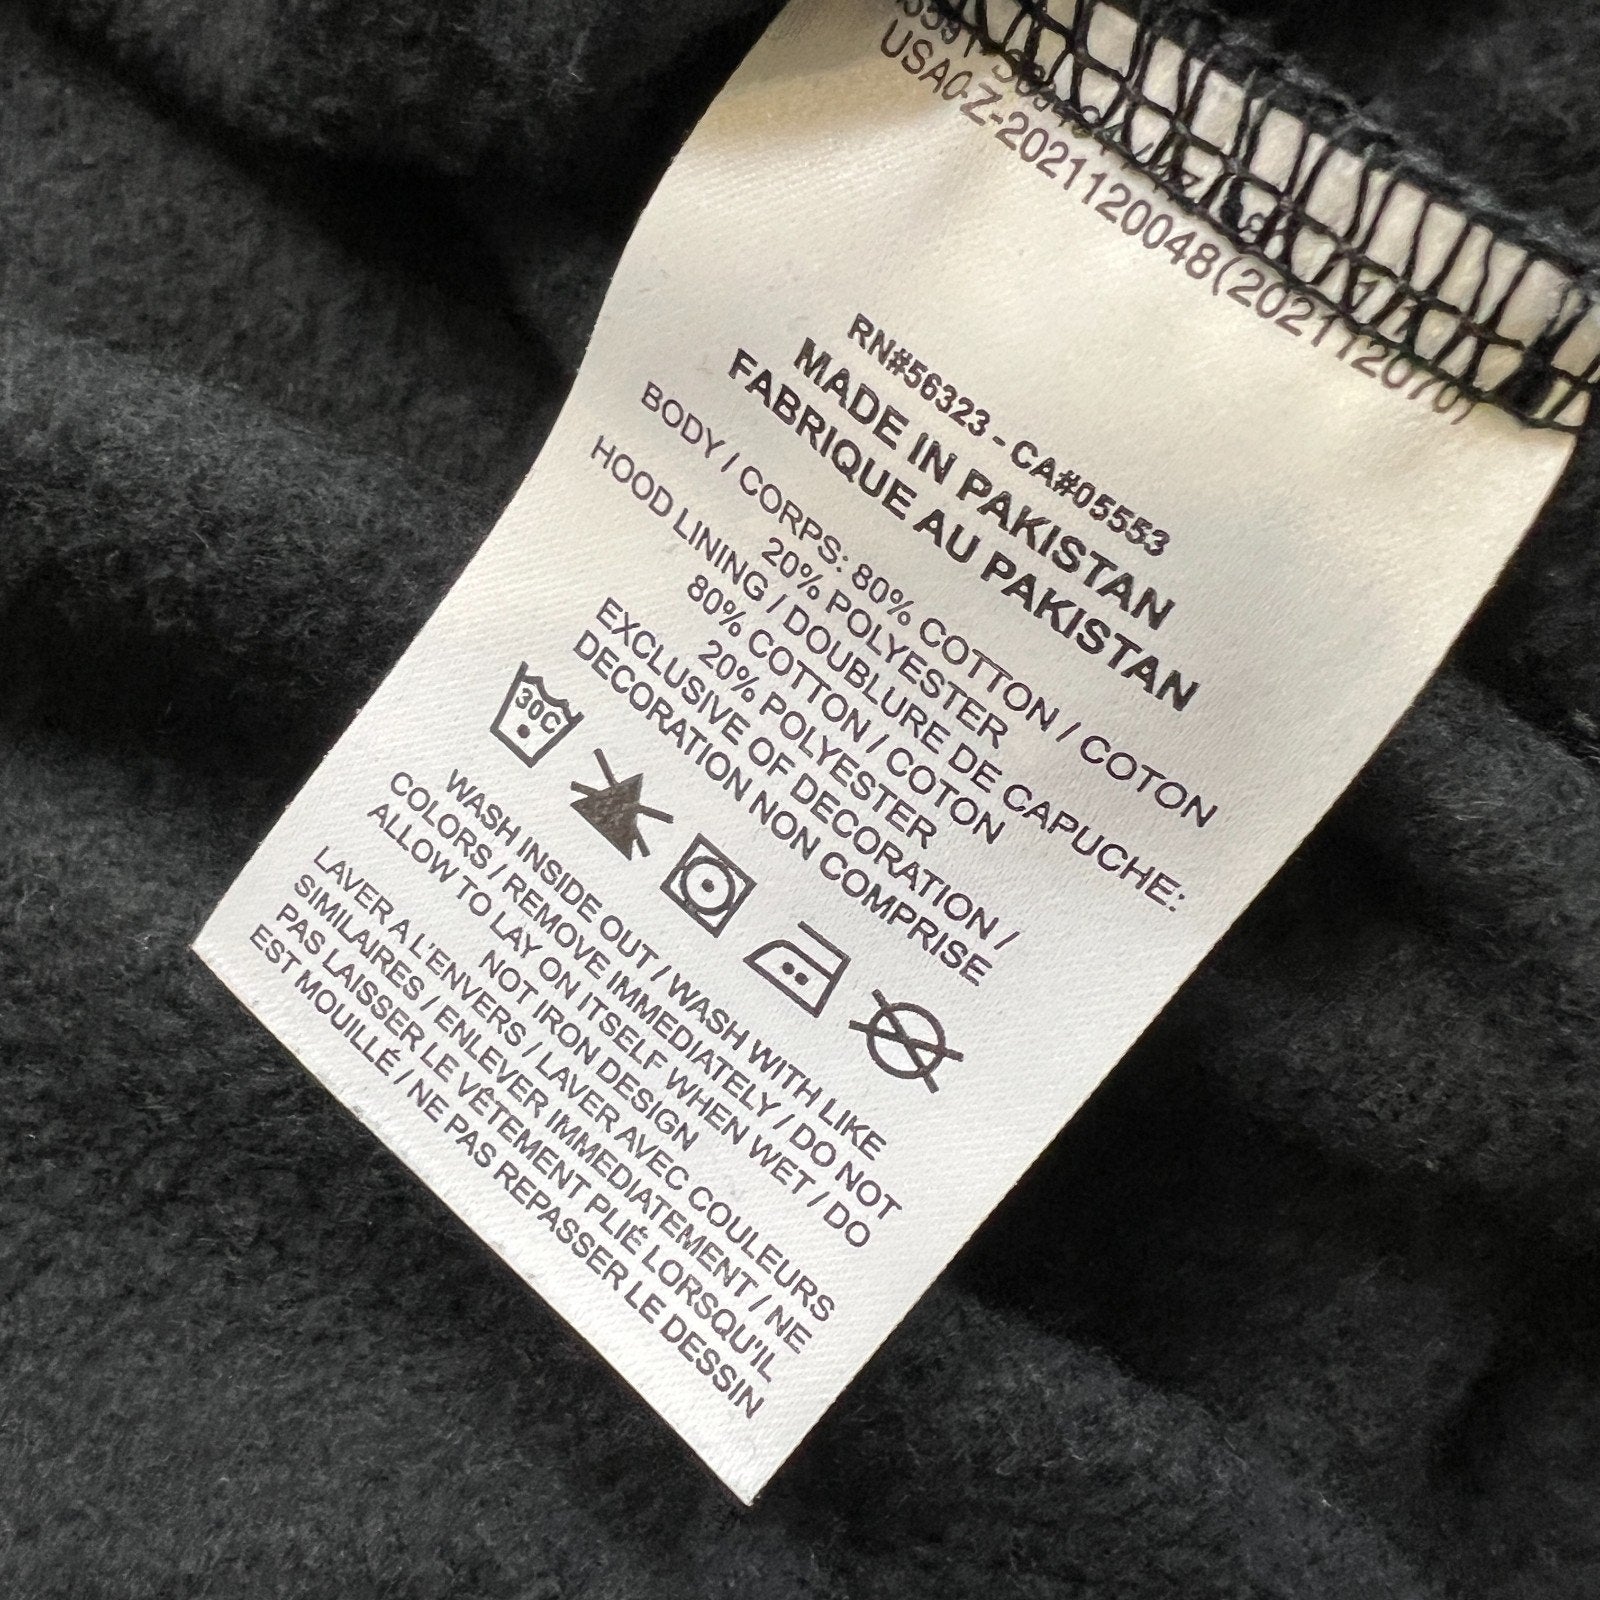 USA0-Z-2021120048(2021120707
RN#56323 - CA#05553
MADE IN PAKISTAN
FABRIQUE AU PAKISTAN
BODY / CORPS: 80% COTTON / COTON
20% POLYESTER
HOOD LINING / DOUBLURE DE CAPUCHE:
80% COTTON / COTON
20% POLYESTER
EXCLUSIVE OF DECORATION /
DECORATION NON COMPRISE
30C
WASH INSIDE OUT / WASH WITH LIKE
COLORS / REMOVE IMMEDIATELY / DO NOT
ALLOW TO LAY ON ITSELF WHEN WET / DO
NOT IRON DESIGN
LAVER A L'ENVERS / LAVER AVEC COULEURS
SIMILAIRES / ENLEVER IMMEDIATEMENT / NE
PAS LAISSER LE VÊTEMENT PLIÉ LORSQU'IL
EST MOUILLÉ / NE PAS REPASSER LE DESSIN